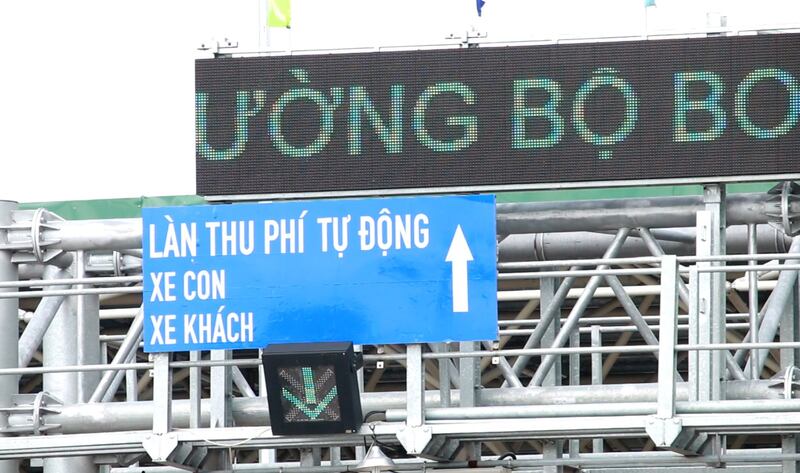 ƯỜNG BỘ BO
LÀN THU PHÍ TỰ ĐỘNG
XE CON
XE KHÁCH